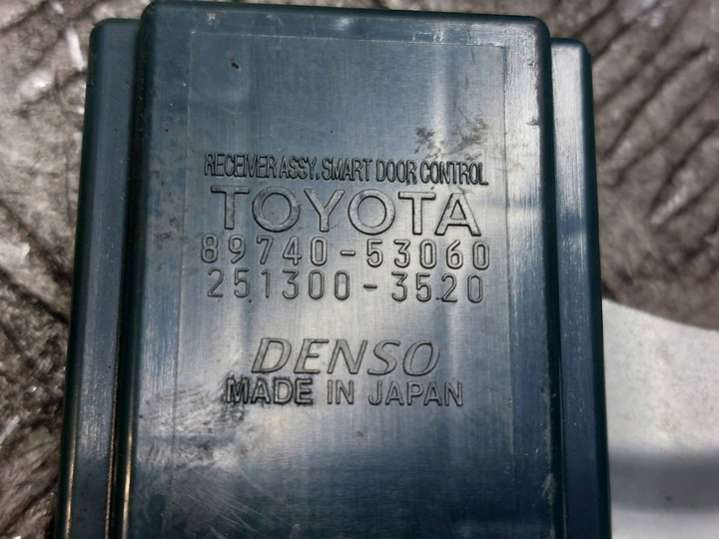 RECEIVER ASSY, SMART DOOR CONTROL
TOYOTA
89740-53060
251300-3520
DENSO
MADE IN JAPAN